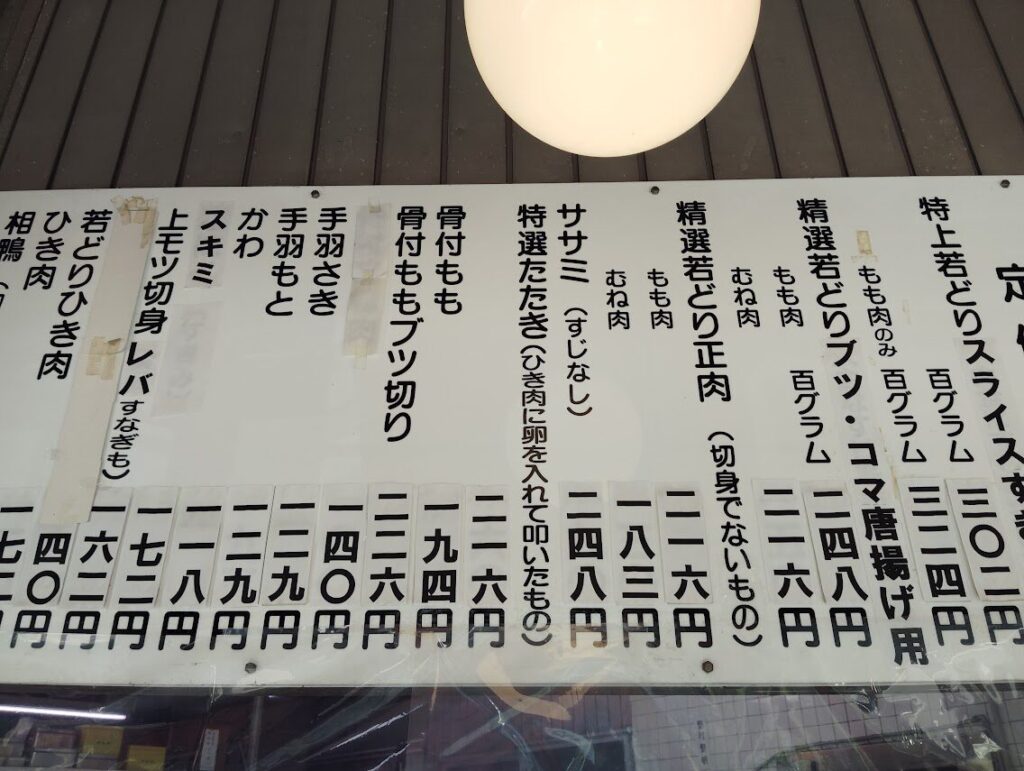 特上若どりスライスすき
百グラム 三〇二円
もも肉のみ 百グラム 三二四円
精選若どりブツ・コマ唐揚げ用
もも肉 百グラム 二四八円
むね肉 二一六円
精選若どり正肉（切身でないもの）
もも肉 二一六円
むね肉 一八三円
ササミ（すじなし） 二四八円
特選たたき（ひき肉に卵を入れて叩いたもの）
二一六円
骨付もも 一九四円
骨付ももブツ切り 二二六円
手羽さき 一四〇円
手羽もと 一二九円
かわ 一二九円
スキミ 一一八円
上モツ切身レバすなぎも） 一七二円
若どりひき肉 一六二円
ひき肉 一四〇円
相鴨